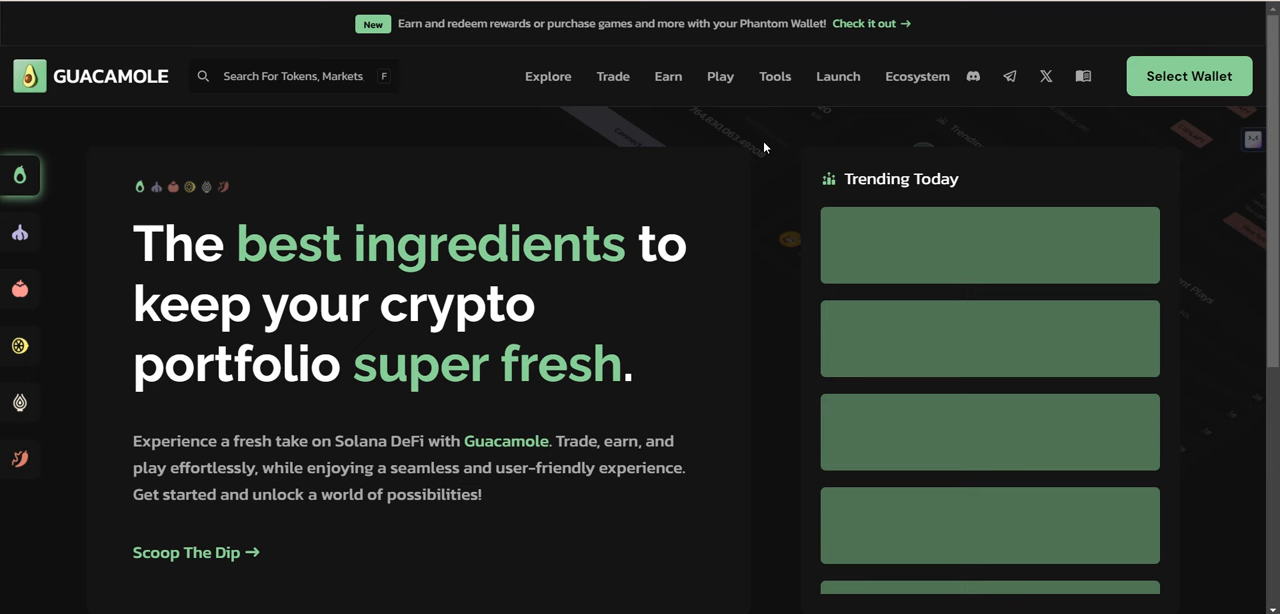 New Earn and redeem rewards or purchase games and more with your Phantom Wallet! Check it out →
GUACAMOLE
Search For Tokens, Markets F
Explore Trade Earn Play Tools Launch Ecosystem
Select Wallet
The best ingredients to
keep your crypto
portfolio super fresh.
Experience a fresh take on Solana DeFi with Guacamole. Trade, earn, and
play effortlessly, while enjoying a seamless and user-friendly experience.
Get started and unlock a world of possibilities!
Scoop The Dip →
Trending Today